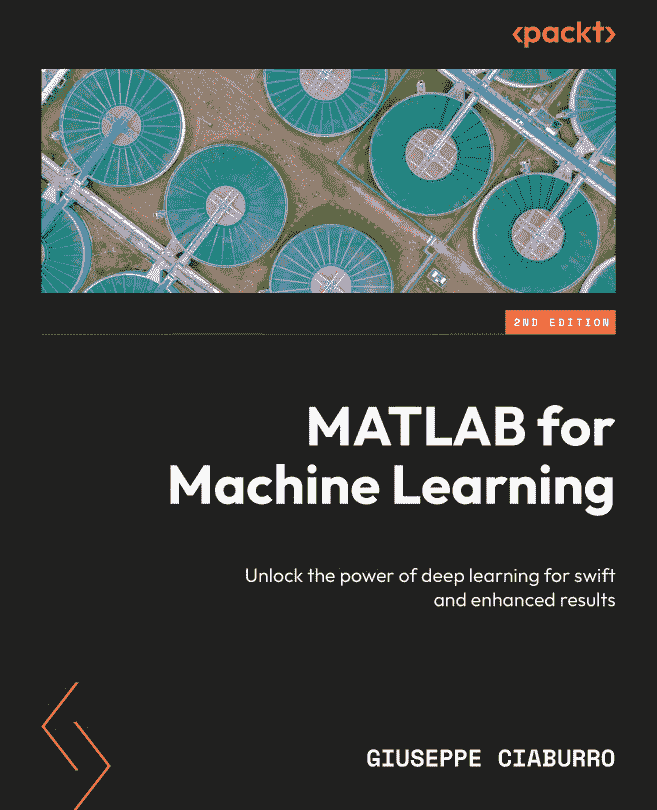 <packt>
2ND EDITION
MATLAB for
Machine Learning
Unlock the power of deep learning for swift
and enhanced results
GIUSEPPE CIABURRO